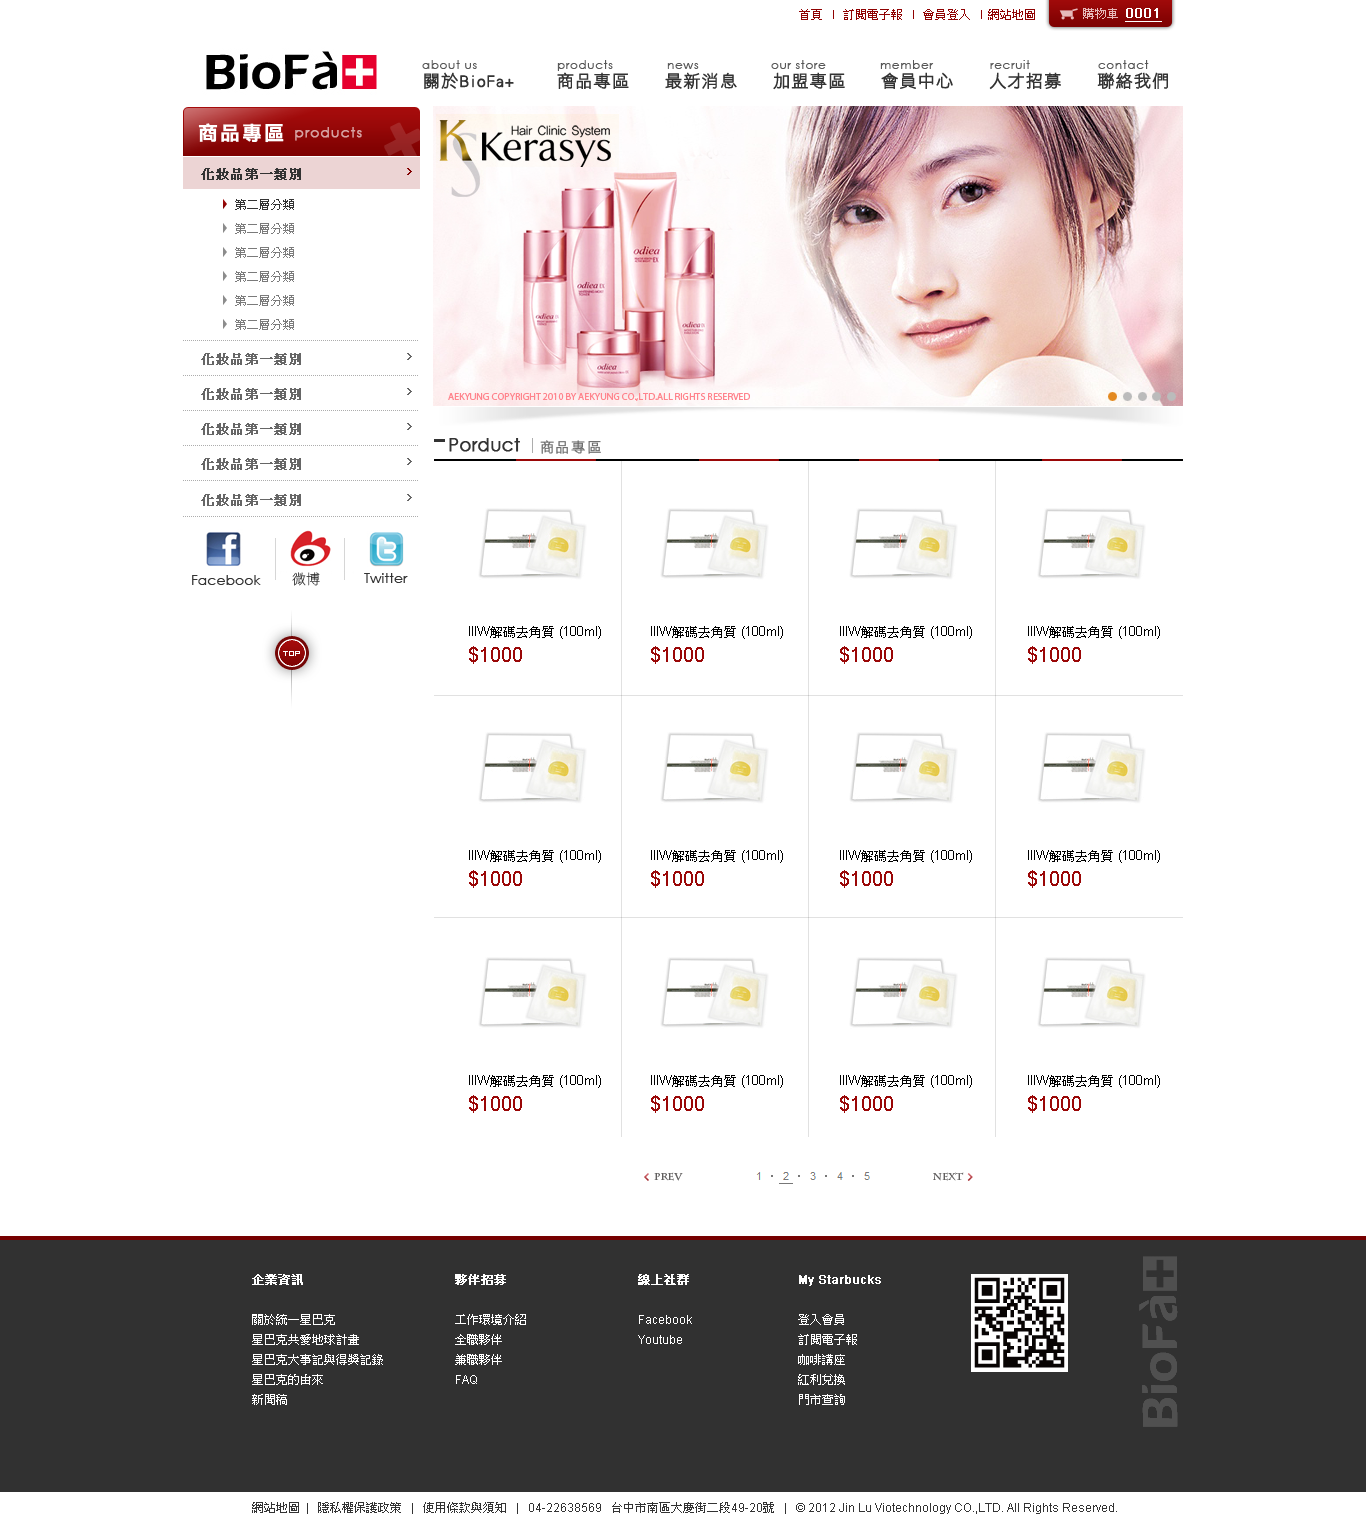 首頁 | 訂閱電子報 | 會員登入 | 網站地圖 購物車 0001
BioFà+
about us products news our store member recruit contact
關於BioFa+ 商品專區 最新消息 加盟專區 會員中心 人才招募 聯絡我們
商品專區 products
化妝品第一類別
第二層分類
第二層分類
第二層分類
第二層分類
第二層分類
第二層分類
化妝品第一類別
化妝品第一類別
化妝品第一類別
化妝品第一類別
化妝品第一類別
Facebook 微博 Twitter
TOP
K S
Hair Clinic System
Kerasys
odiea
odiea
odiea
odiea
odiea
AEKYUNG COPYRIGHT 2010 BY AEKYUNG CO.,LTD.ALL RIGHTS RESERVED
Porduct | 商品專區
IIIW解碼去角質 (100ml) IIIW解碼去角質 (100ml) IIIW解碼去角質 (100ml) IIIW解碼去角質 (100ml)
$1000 $1000 $1000 $1000
IIIW解碼去角質 (100ml) IIIW解碼去角質 (100ml) IIIW解碼去角質 (100ml) IIIW解碼去角質 (100ml)
$1000 $1000 $1000 $1000
IIIW解碼去角質 (100ml) IIIW解碼去角質 (100ml) IIIW解碼去角質 (100ml) IIIW解碼去角質 (100ml)
$1000 $1000 $1000 $1000
PREV 1 · 2 · 3 · 4 · 5 NEXT
企業資訊
關於統一星巴克
星巴克共愛地球計畫
星巴克大事記與得獎記錄
星巴克的由來
新聞稿
夥伴招募
工作環境介紹
全職夥伴
兼職夥伴
FAQ
線上社群
Facebook
Youtube
My Starbucks
登入會員
訂閱電子報
咖啡講座
紅利兌換
門市查詢
BioFà+
網站地圖 | 隱私權保護政策 | 使用條款與須知 | 04-22638569 台中市南區大慶街二段49-20號 | © 2012 Jin Lu Viotechnology CO.,LTD. All Rights Reserved.